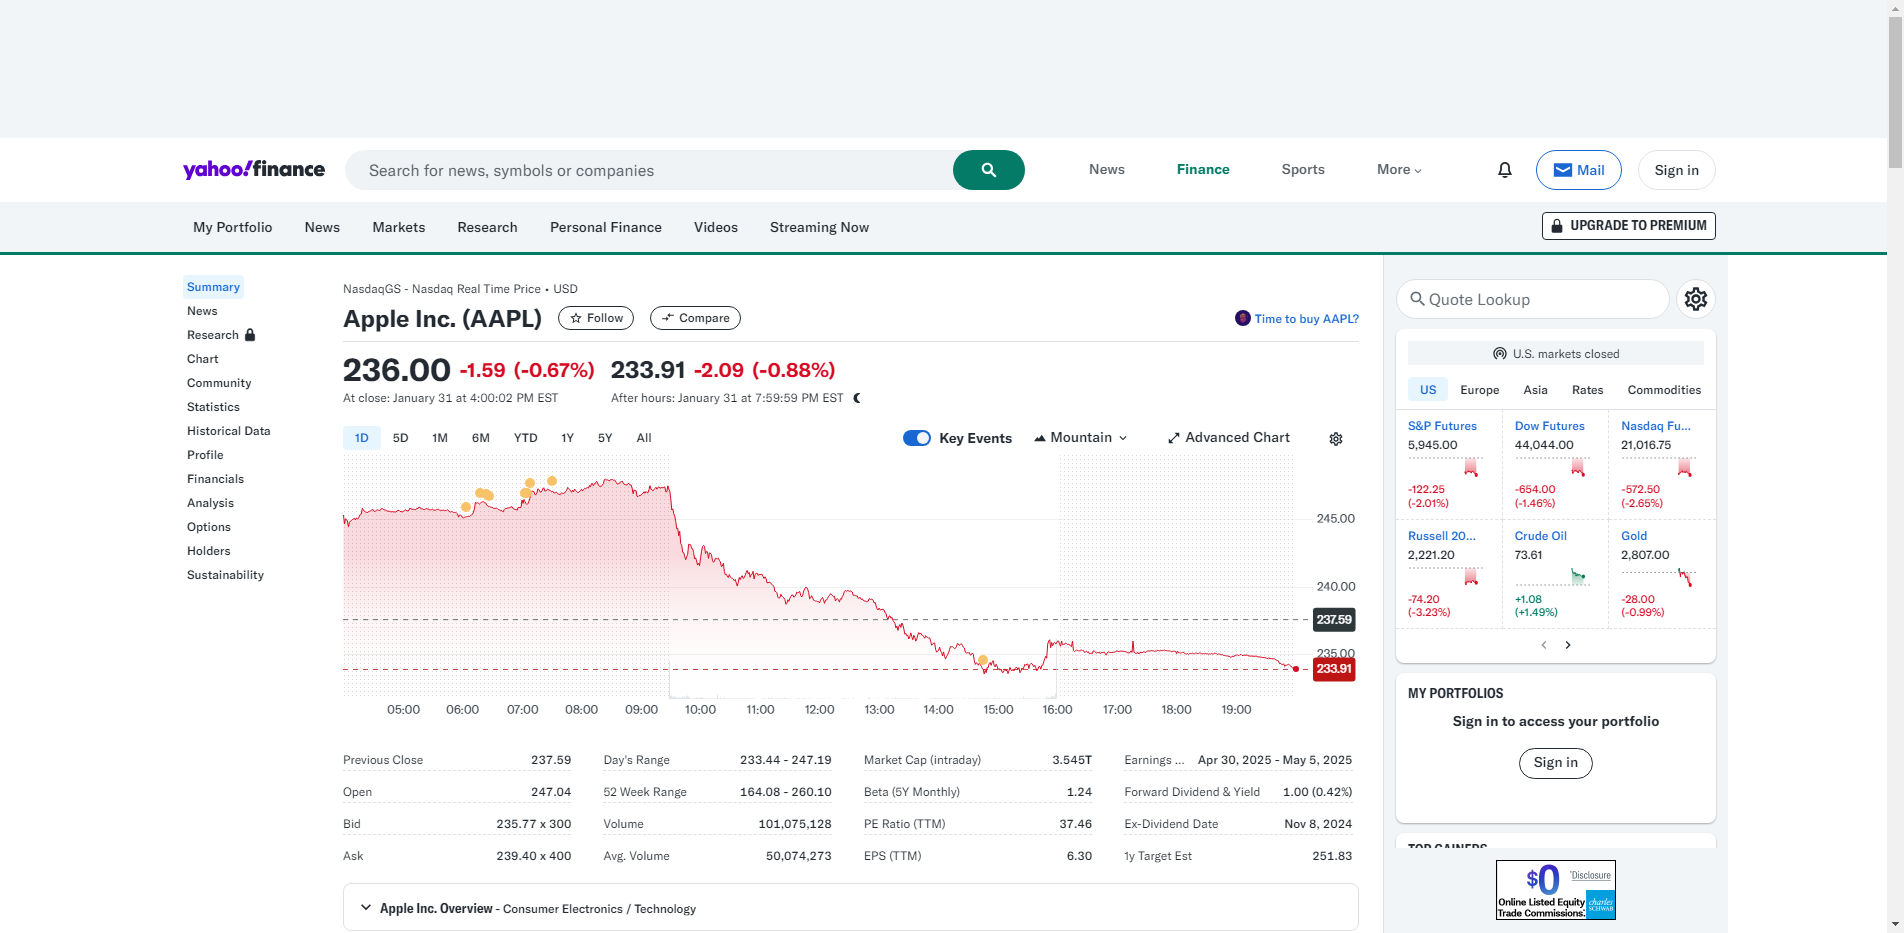 yahoo!finance
Search for news, symbols or companies
News
Finance
Sports
More
Mail
Sign in
My Portfolio
News
Markets
Research
Personal Finance
Videos
Streaming Now
UPGRADE TO PREMIUM
Summary
News
Research
Chart
Community
Statistics
Historical Data
Profile
Financials
Analysis
Options
Holders
Sustainability
NasdaqGS - Nasdaq Real Time Price • USD
Apple Inc. (AAPL)
Follow
Compare
Time to buy AAPL?
236.00 -1.59 (-0.67%)
At close: January 31 at 4:00:02 PM EST
233.91 -2.09 (-0.88%)
After hours: January 31 at 7:59:59 PM EST
1D 5D 1M 6M YTD 1Y 5Y All
Key Events
Mountain
Advanced Chart
245.00
240.00
237.59
235.00
233.91
05:00 06:00 07:00 08:00 09:00 10:00 11:00 12:00 13:00 14:00 15:00 16:00 17:00 18:00 19:00
Previous Close 237.59
Open 247.04
Bid 235.77 x 300
Ask 239.40 x 400
Day's Range 233.44 - 247.19
52 Week Range 164.08 - 260.10
Volume 101,075,128
Avg. Volume 50,074,273
Market Cap (intraday) 3.545T
Beta (5Y Monthly) 1.24
PE Ratio (TTM) 37.46
EPS (TTM) 6.30
Earnings ... Apr 30, 2025 - May 5, 2025
Forward Dividend & Yield 1.00 (0.42%)
Ex-Dividend Date Nov 8, 2024
1y Target Est 251.83
Apple Inc. Overview - Consumer Electronics / Technology
Quote Lookup
U.S. markets closed
US Europe Asia Rates Commodities
S&P Futures
5,945.00
-122.25
(-2.01%)
Dow Futures
44,044.00
-654.00
(-1.46%)
Nasdaq Fu...
21,016.75
-572.50
(-2.65%)
Russell 20...
2,221.20
-74.20
(-3.23%)
Crude Oil
73.61
+1.08
(+1.49%)
Gold
2,807.00
-28.00
(-0.99%)
MY PORTFOLIOS
Sign in to access your portfolio
Sign in
TOP GAINERS
$0
*Disclosure
Online Listed Equity
Trade Commissions.
charles
SCHWAB